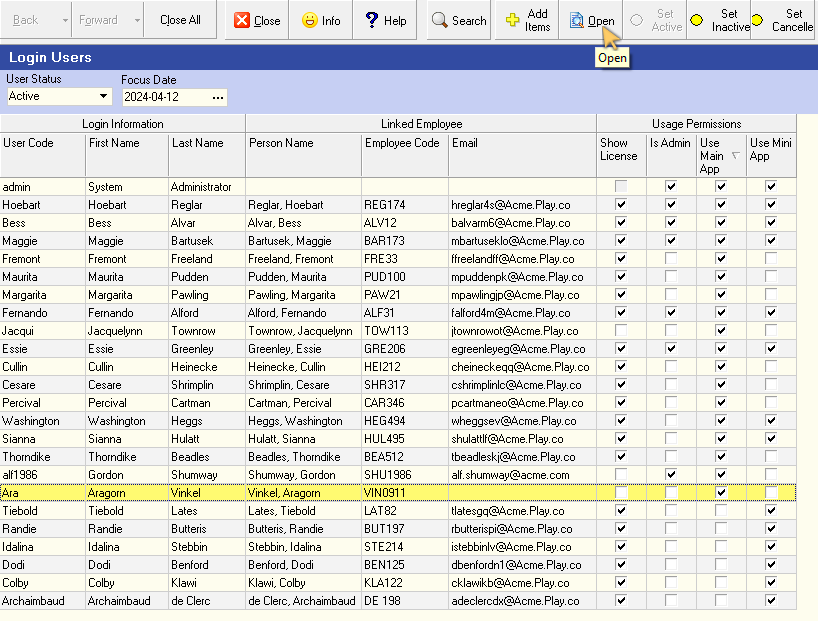 Back Forward Close All Close Info Help Search Add Items Open Set Active Set Inactive Set Cancelle
Open
Login Users
User Status Focus Date
Active 2024-04-12 ...
Login Information Linked Employee Usage Permissions
User Code First Name Last Name Person Name Employee Code Email Show License Is Admin Use Main App Use Mini App
admin System Administrator
Hoebart Hoebart Reglar Reglar, Hoebart REG174 hreglar4s@Acme.Play.co
Bess Bess Alvar Alvar, Bess ALV12 balvarm6@Acme.Play.co
Maggie Maggie Bartusek Bartusek, Maggie BAR173 mbartuseklo@Acme.Play.co
Fremont Fremont Freeland Freeland, Fremont FRE33 ffreelandff@Acme.Play.co
Maurita Maurita Pudden Pudden, Maurita PUD100 mpuddenpk@Acme.Play.co
Margarita Margarita Pawling Pawling, Margarita PAW21 mpawlingjp@Acme.Play.co
Fernando Fernando Alford Alford, Fernando ALF31 falford4m@Acme.Play.co
Jacqui Jacquelynn Townrow Townrow, Jacquelynn TOW113 jtownrowot@Acme.Play.co
Essie Essie Greenley Greenley, Essie GRE206 egreenleyeg@Acme.Play.co
Cullin Cullin Heinecke Heinecke, Cullin HEI212 cheineckeqq@Acme.Play.co
Cesare Cesare Shrimplin Shrimplin, Cesare SHR317 cshrimplinlc@Acme.Play.co
Percival Percival Cartman Cartman, Percival CAR346 pcartmaneo@Acme.Play.co
Washington Washington Heggs Heggs, Washington HEG494 wheggsev@Acme.Play.co
Sianna Sianna Hulatt Hulatt, Sianna HUL495 shulattlf@Acme.Play.co
Thorndike Thorndike Beadles Beadles, Thorndike BEA512 tbeadleskj@Acme.Play.co
alf1986 Gordon Shumway Shumway, Gordon SHU1986 alf.shumway@acme.com
Ara Aragorn Vinkel Vinkel, Aragorn VIN0911
Tiebold Tiebold Lates Lates, Tiebold LAT82 tlatesgq@Acme.Play.co
Randie Randie Butteris Butteris, Randie BUT197 rbutterispi@Acme.Play.co
Idalina Idalina Stebbin Stebbin, Idalina STE214 istebbinlv@Acme.Play.co
Dodi Dodi Benford Benford, Dodi BEN125 dbenfordn1@Acme.Play.co
Colby Colby Klawi Klawi, Colby KLA122 cklawikb@Acme.Play.co
Archaimbaud Archaimbaud de Clerc de Clerc, Archaimbaud DE 198 adeclercdx@Acme.Play.co